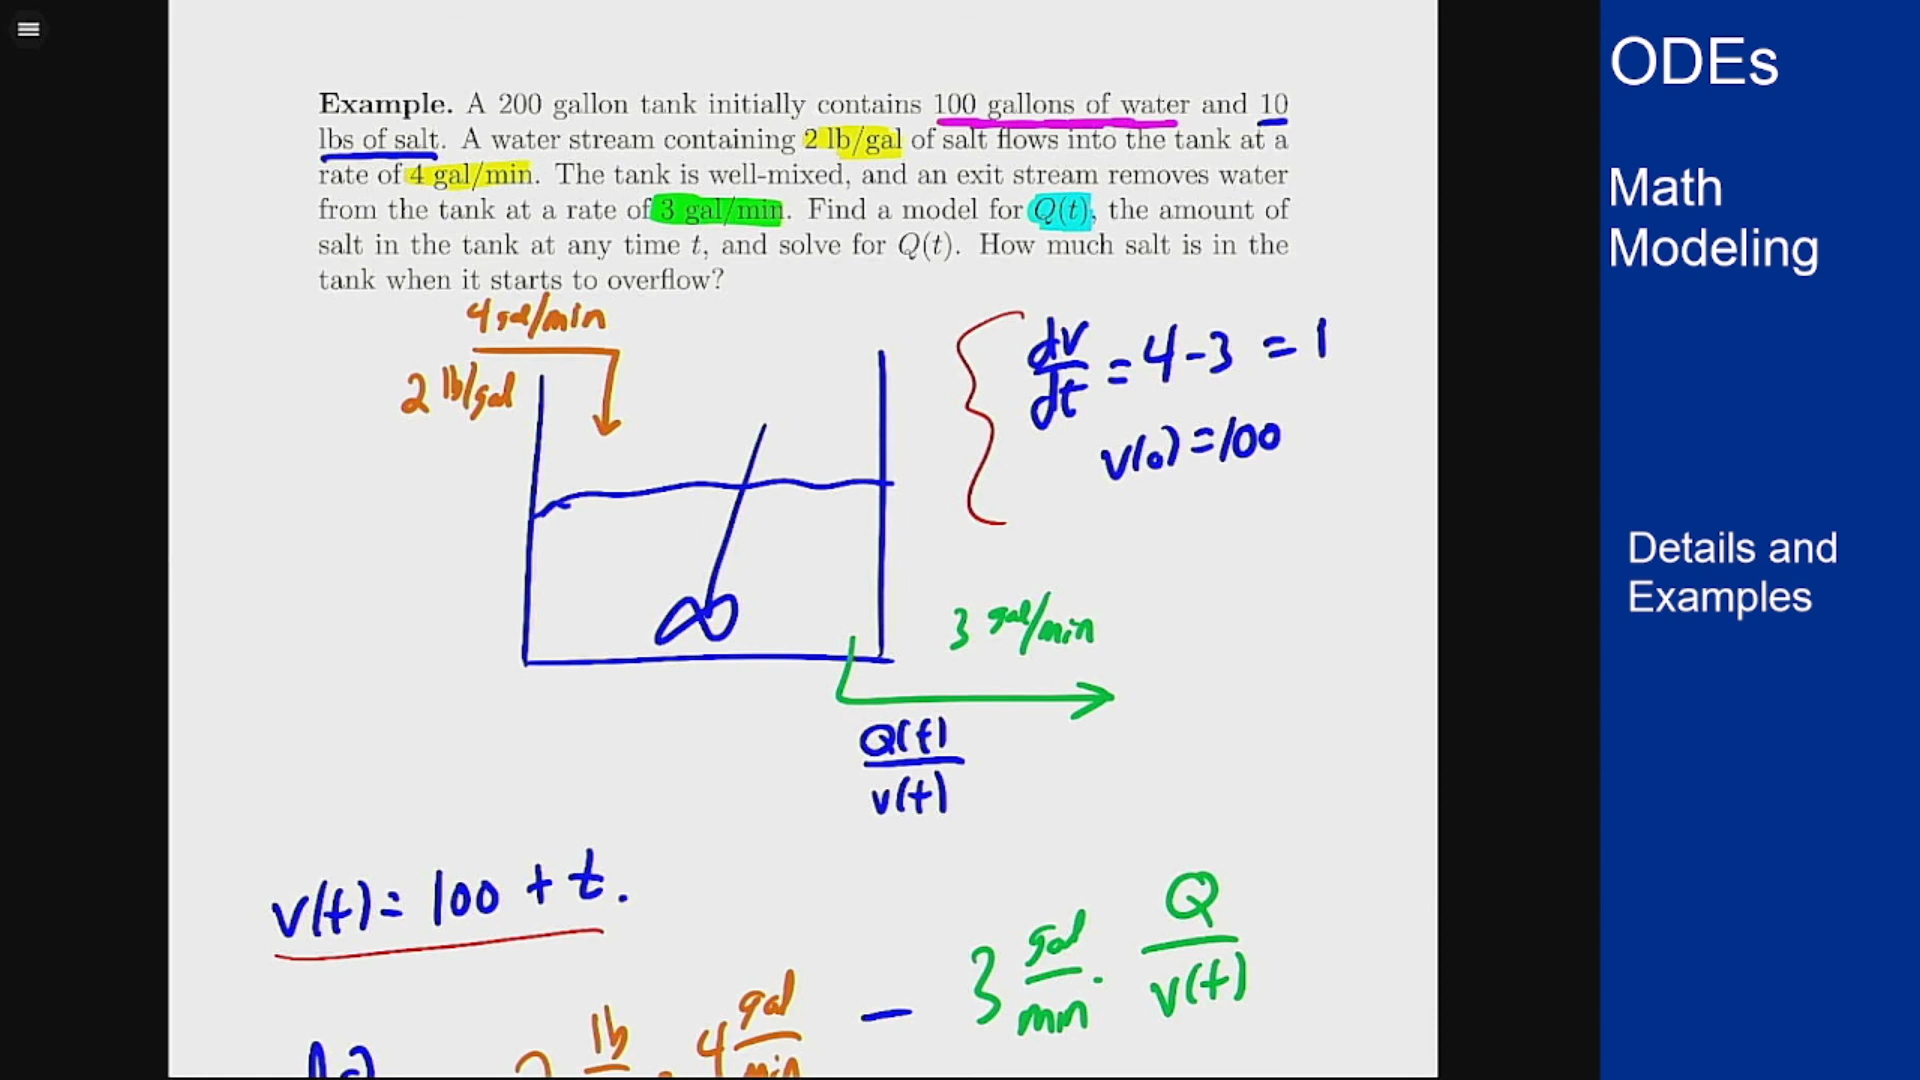 Example. A 200 gallon tank initially contains 100 gallons of water and 10
lbs of salt. A water stream containing 2 lb/gal of salt flows into the tank at a
rate of 4 gal/min. The tank is well-mixed, and an exit stream removes water
from the tank at a rate of 3 gal/min. Find a model for Q(t), the amount of
salt in the tank at any time t, and solve for Q(t). How much salt is in the
tank when it starts to overflow?
4 gal/min
2 lb/gal
dV/dt = 4 - 3 = 1
V(0) = 100
3 gal/min
Q(t)
V(t)
V(t) = 100 + t.
lb
4 gal/min
- 3 gal/min · Q/V(t)
ODEs
Math
Modeling
Details and
Examples